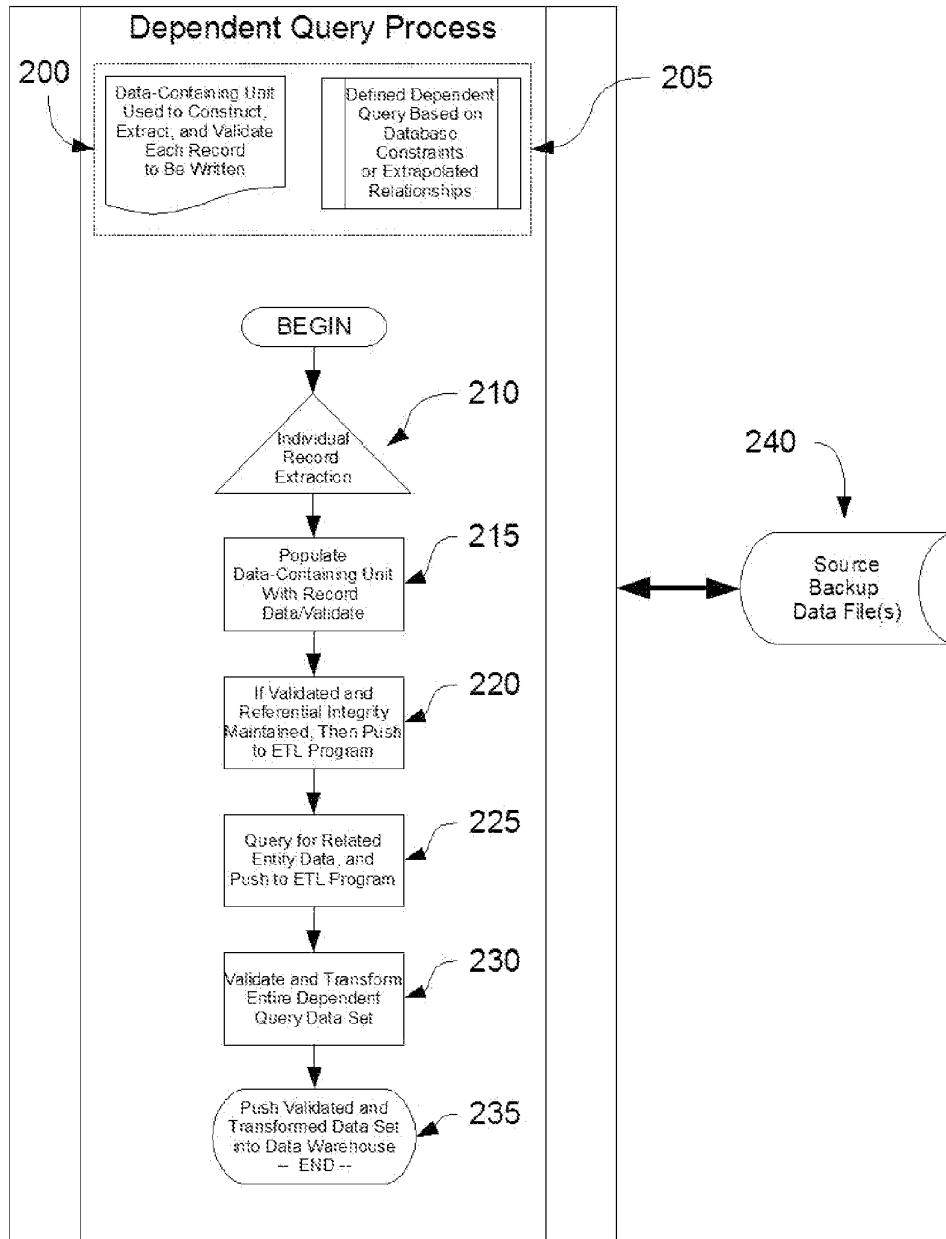 Dependent Query Process
200
205
Data-Containing Unit
Used to Construct,
Extract, and Validate
Each Record
to Be Written
Defined Dependent
Query Based on
Database
Constraints
or Extrapolated
Relationships
BEGIN
210
Individual
Record
Extraction
215
Populate
Data-Containing Unit
With Record
Data/Validate
220
If Validated and
Referential Integrity
Maintained, Then Push
to ETL Program
225
Query for Related
Entity Data, and
Push to ETL Program
230
Validate and Transform
Entire Dependent
Query Data Set
235
Push Validated and
Transformed Data Set
into Data Warehouse
-- END --
240
Source
Backup
Data File(s)